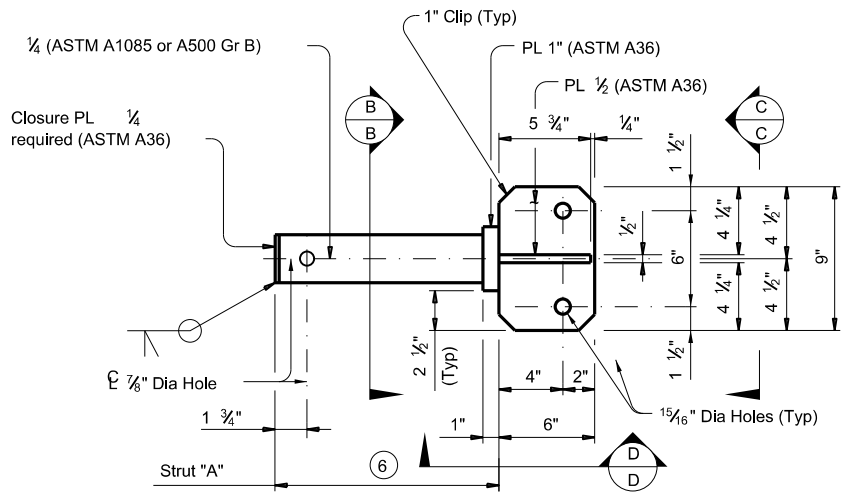 1" Clip (Typ)
¼ (ASTM A1085 or A500 Gr B)
PL 1" (ASTM A36)
PL ½ (ASTM A36)
Closure PL ¼
required (ASTM A36)
B
B
C
C
5 ¾"
¼"
1 ½"
½"
6"
4 ¼"
4 ½"
9"
4 ¼"
4 ½"
1 ½"
2 ½"
(Typ)
℄ ⅞" Dia Hole
4"
2"
15/16" Dia Holes (Typ)
1 ¾"
1"
6"
Strut "A"
6
D
D